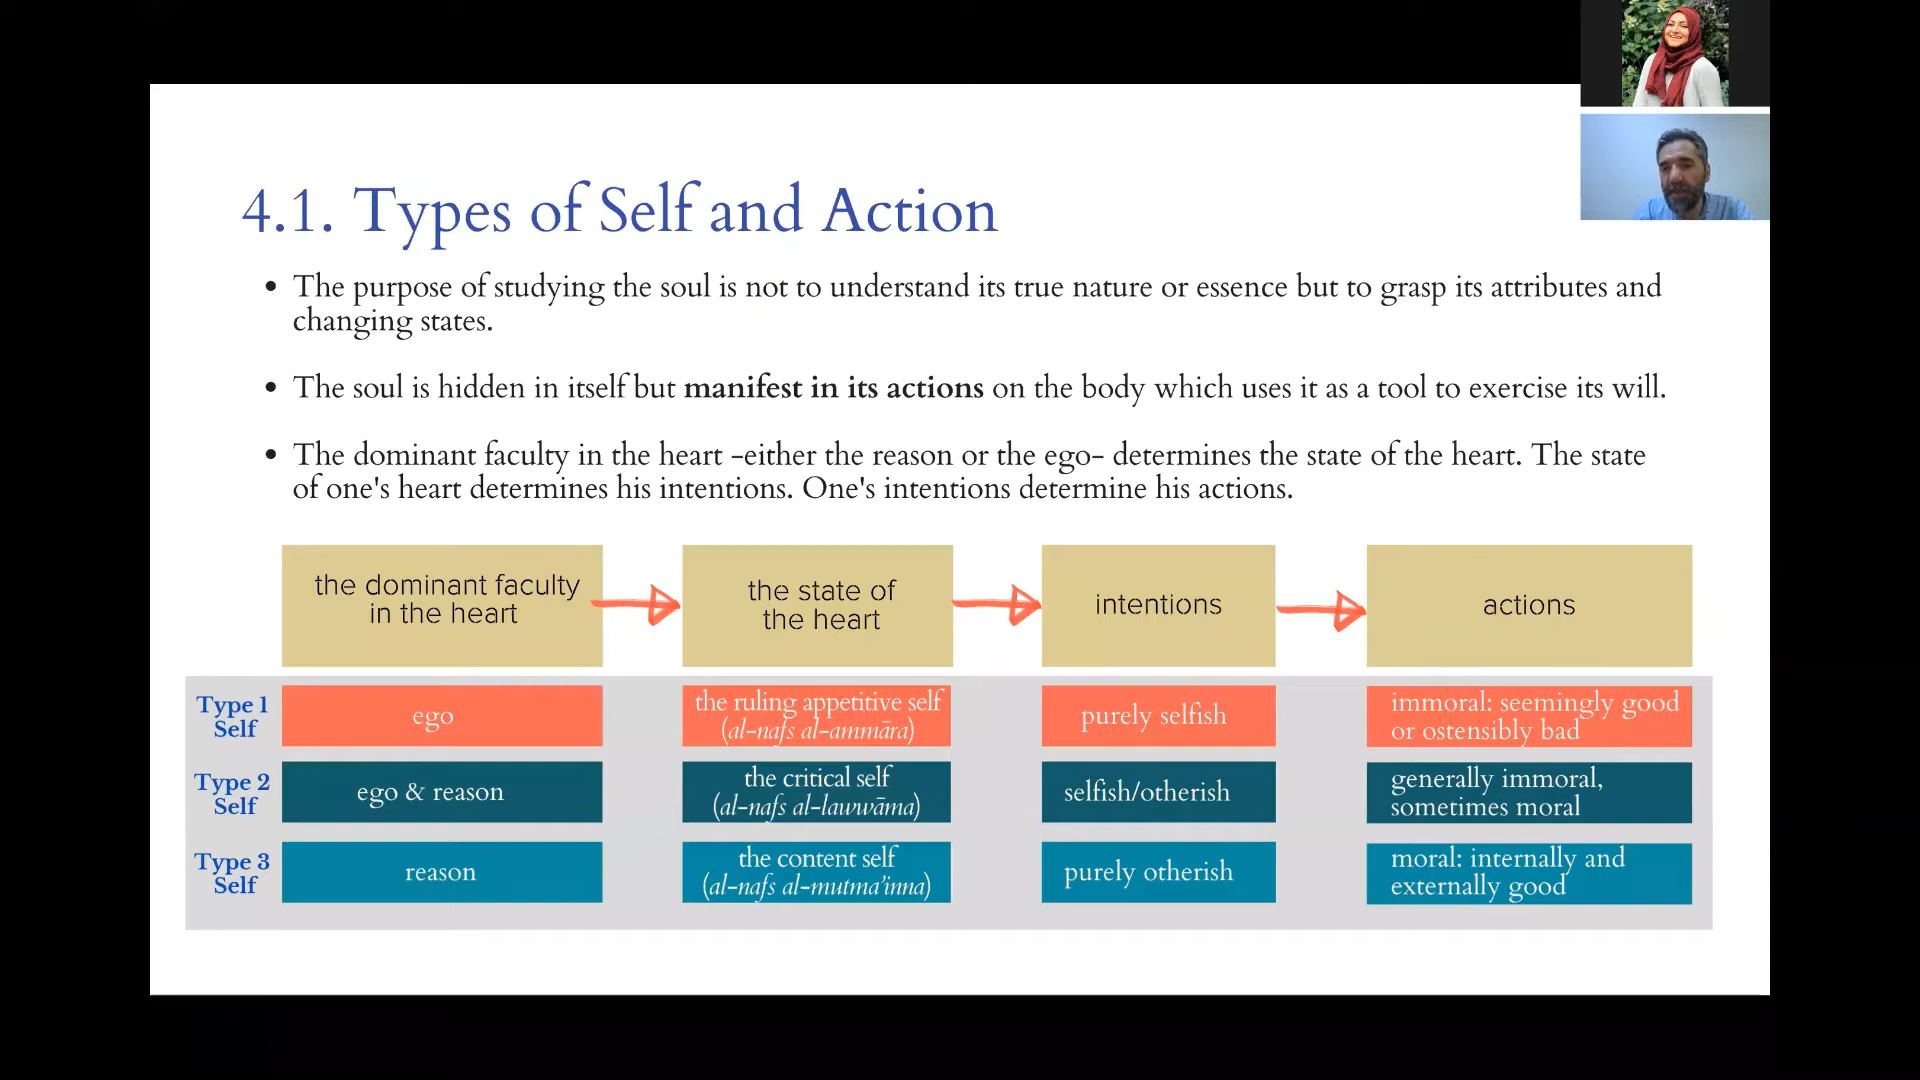 4.1. Types of Self and Action
• The purpose of studying the soul is not to understand its true nature or essence but to grasp its attributes and
changing states.
• The soul is hidden in itself but manifest in its actions on the body which uses it as a tool to exercise its will.
• The dominant faculty in the heart -either the reason or the ego- determines the state of the heart. The state
of one's heart determines his intentions. One's intentions determine his actions.
the dominant faculty
in the heart
the state of
the heart
intentions
actions
Type 1
Self
ego
the ruling appetitive self
(al-nafs al-ammāra)
purely selfish
immoral: seemingly good
or ostensibly bad
Type 2
Self
ego & reason
the critical self
(al-nafs al-lawwāma)
selfish/otherish
generally immoral,
sometimes moral
Type 3
Self
reason
the content self
(al-nafs al-mutma'inna)
purely otherish
moral: internally and
externally good